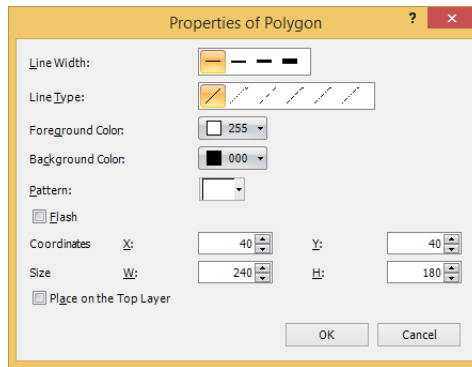 Properties of Polygon ? ×
Line Width:
Line Type:
Foreground Color: 255
Background Color: 000
Pattern:
Flash
Coordinates X: 40 Y: 40
Size W: 240 H: 180
Place on the Top Layer
OK Cancel